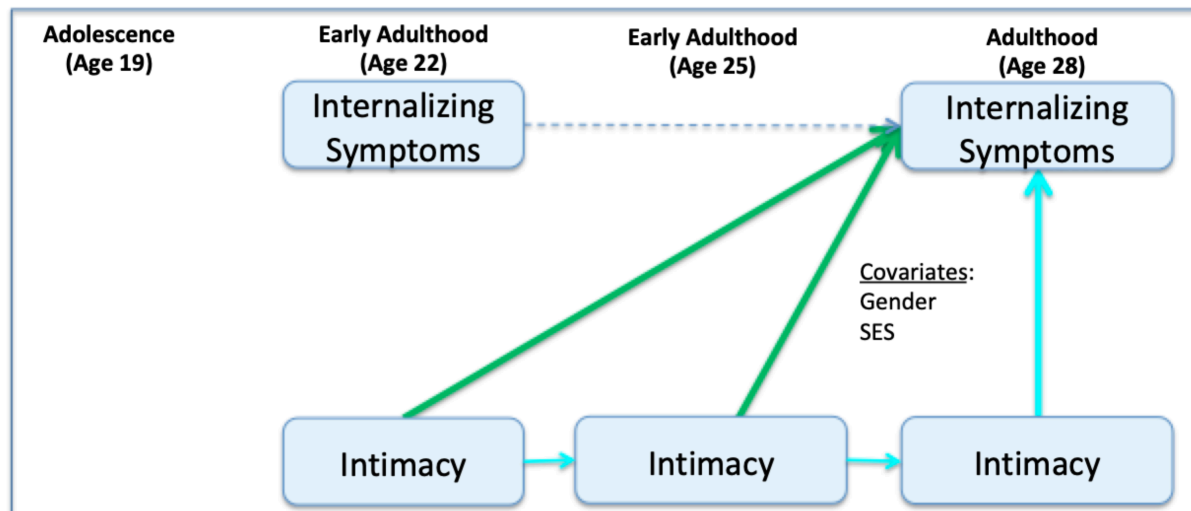 Adolescence
(Age 19)
Early Adulthood
(Age 22)
Early Adulthood
(Age 25)
Adulthood
(Age 28)
Internalizing
Symptoms
Internalizing
Symptoms
Covariates:
Gender
SES
Intimacy
Intimacy
Intimacy